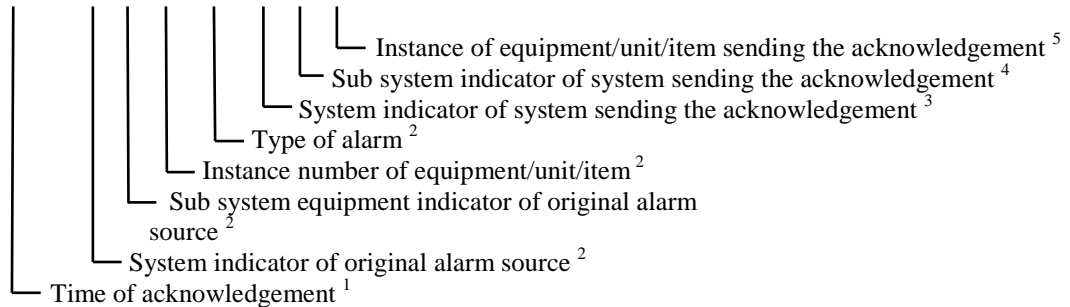 Instance of equipment/unit/item sending the acknowledgement 5
Sub system indicator of system sending the acknowledgement 4
System indicator of system sending the acknowledgement 3
Type of alarm 2
Instance number of equipment/unit/item 2
Sub system equipment indicator of original alarm
source 2
System indicator of original alarm source 2
Time of acknowledgement 1